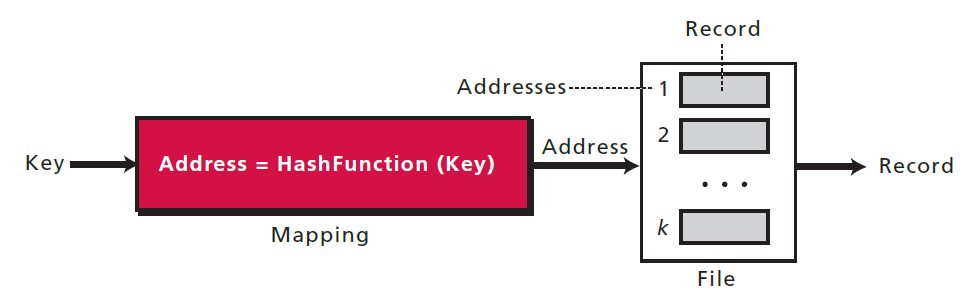 Record
Addresses
1
2
Key
Address = HashFunction (Key)
Address
Record
. . .
k
Mapping
File